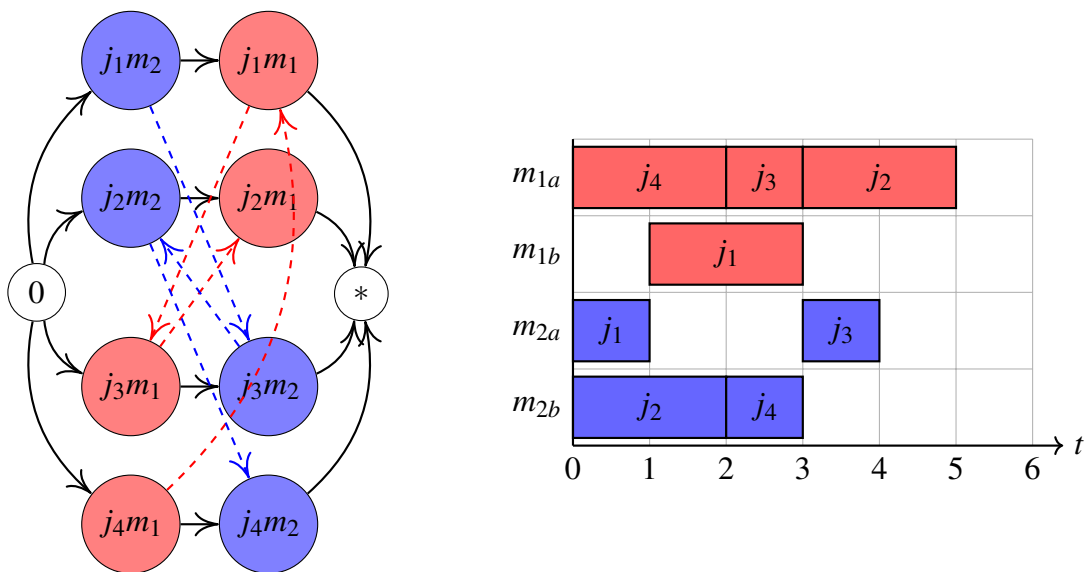 j₁m₂ j₁m₁
j₂m₂ j₂m₁
0 *
j₃m₁ j₃m₂
j₄m₁ j₄m₂
m₁ₐ j₄ j₃ j₂
m₁b j₁
m₂ₐ j₁ j₃
m₂b j₂ j₄
0 1 2 3 4 5 6 t